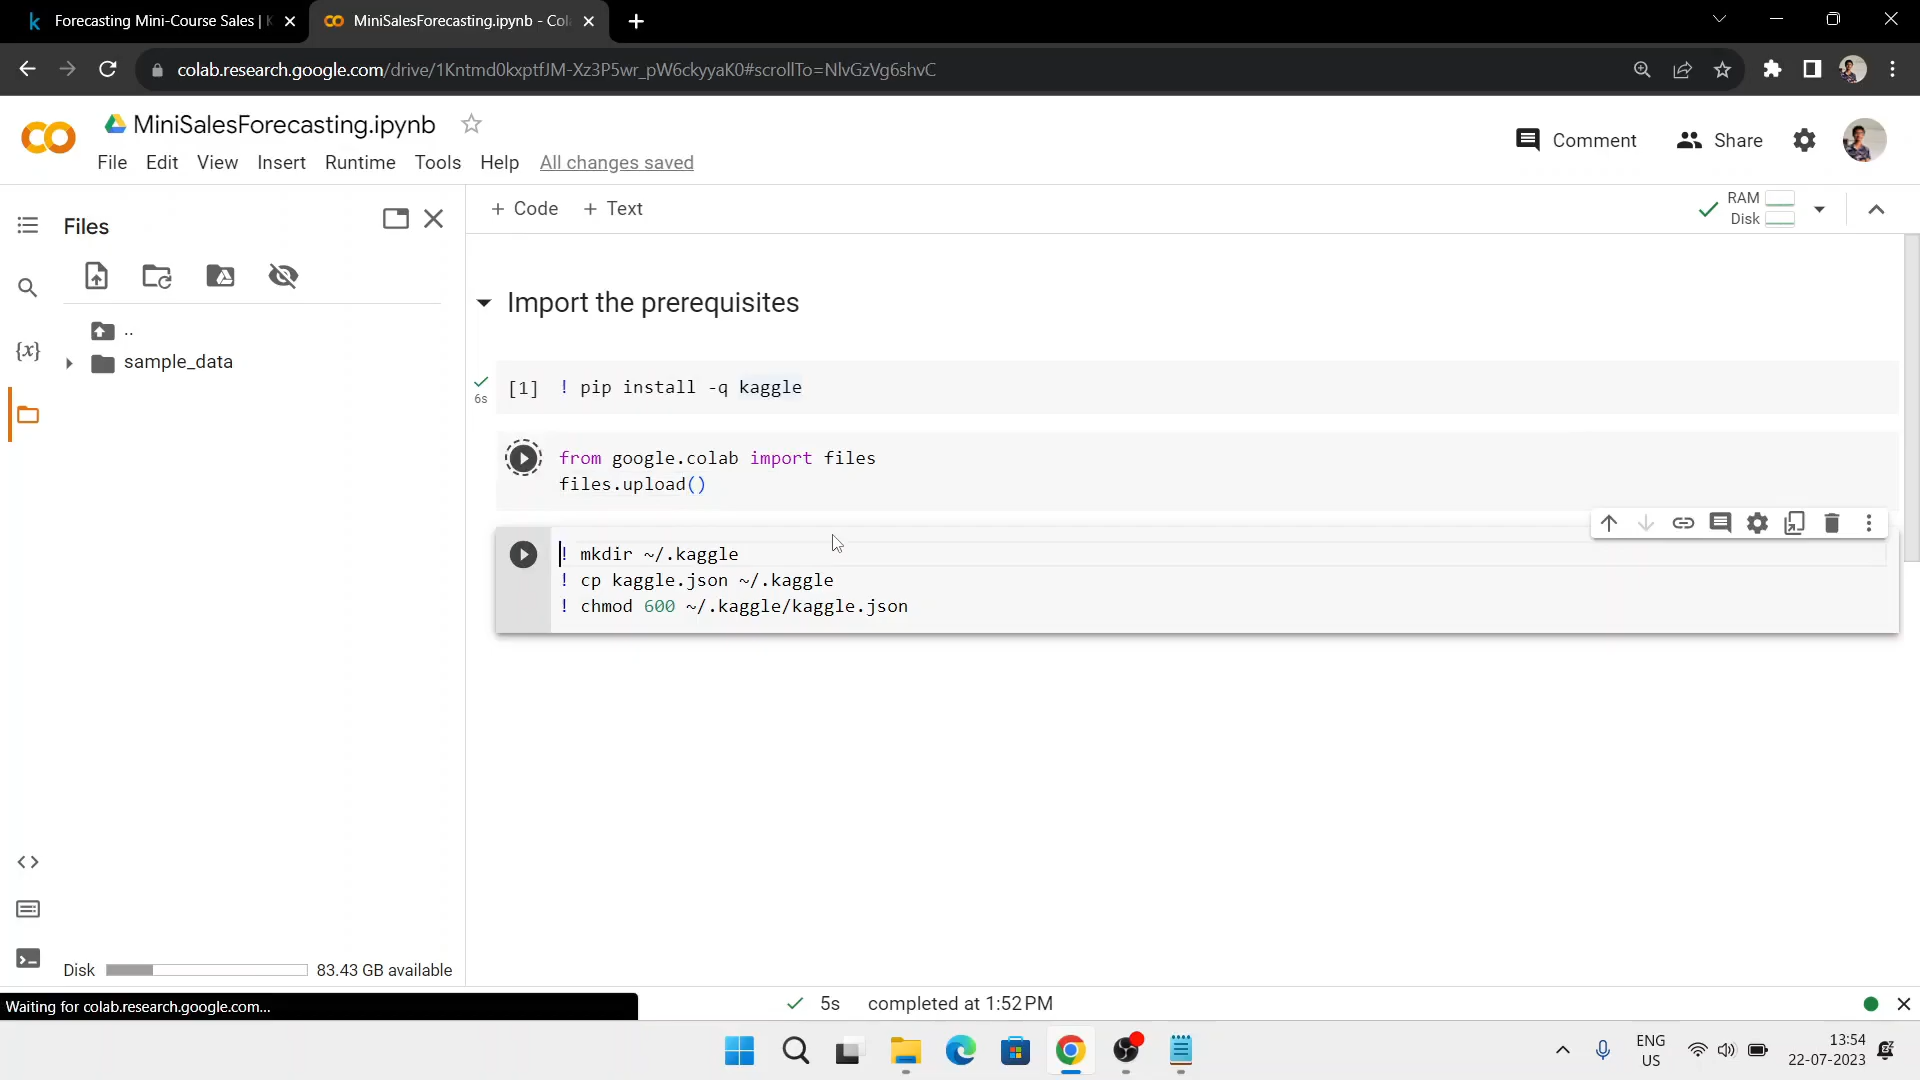 Forecasting Mini-Course Sales |
MiniSalesForecasting.ipynb - Col
colab.research.google.com/drive/1Kntmd0kxptfJM-Xz3P5wr_pW6ckyyaK0#scrollTo=NlvGzVg6shvC
MiniSalesForecasting.ipynb
File Edit View Insert Runtime Tools Help All changes saved
Comment
Share
Files
+ Code + Text
RAM
Disk
..
sample_data
Import the prerequisites
6s
[1] ! pip install -q kaggle
from google.colab import files
files.upload()
! mkdir ~/.kaggle
! cp kaggle.json ~/.kaggle
! chmod 600 ~/.kaggle/kaggle.json
{x}
Disk 83.43 GB available
Waiting for colab.research.google.com...
5s completed at 1:52 PM
ENG
US
13:54
22-07-2023